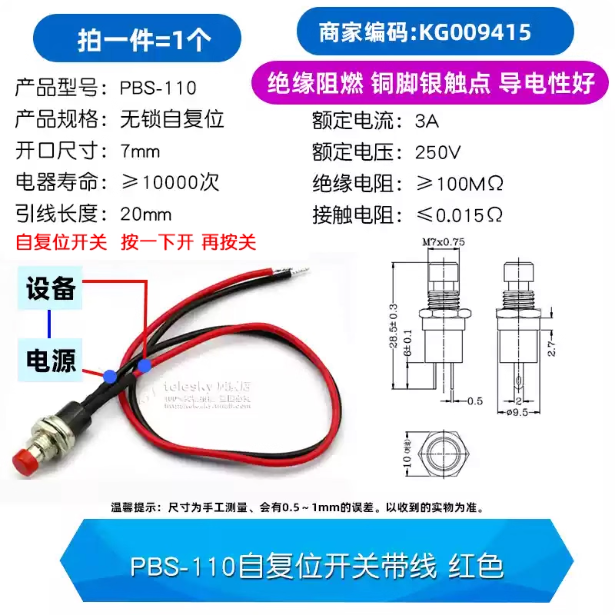 拍一件=1个
商家编码:KG009415
绝缘阻燃 铜脚银触点 导电性好
产品型号: PBS-110
产品规格: 无锁自复位
开口尺寸: 7mm
电器寿命: ≥10000次
引线长度: 20mm
额定电流: 3A
额定电压: 250V
绝缘电阻: ≥100MΩ
接触电阻: ≤0.015Ω
自复位开关 按一下开 再按关
设备
电源
telesky
M7x0.75
28.5±0.3
6±0.1
0.5
2.7
2
ø9.5
10
温馨提示: 尺寸为手工测量、会有0.5~1mm的误差。以收到的实物为准。
PBS-110自复位开关带线 红色